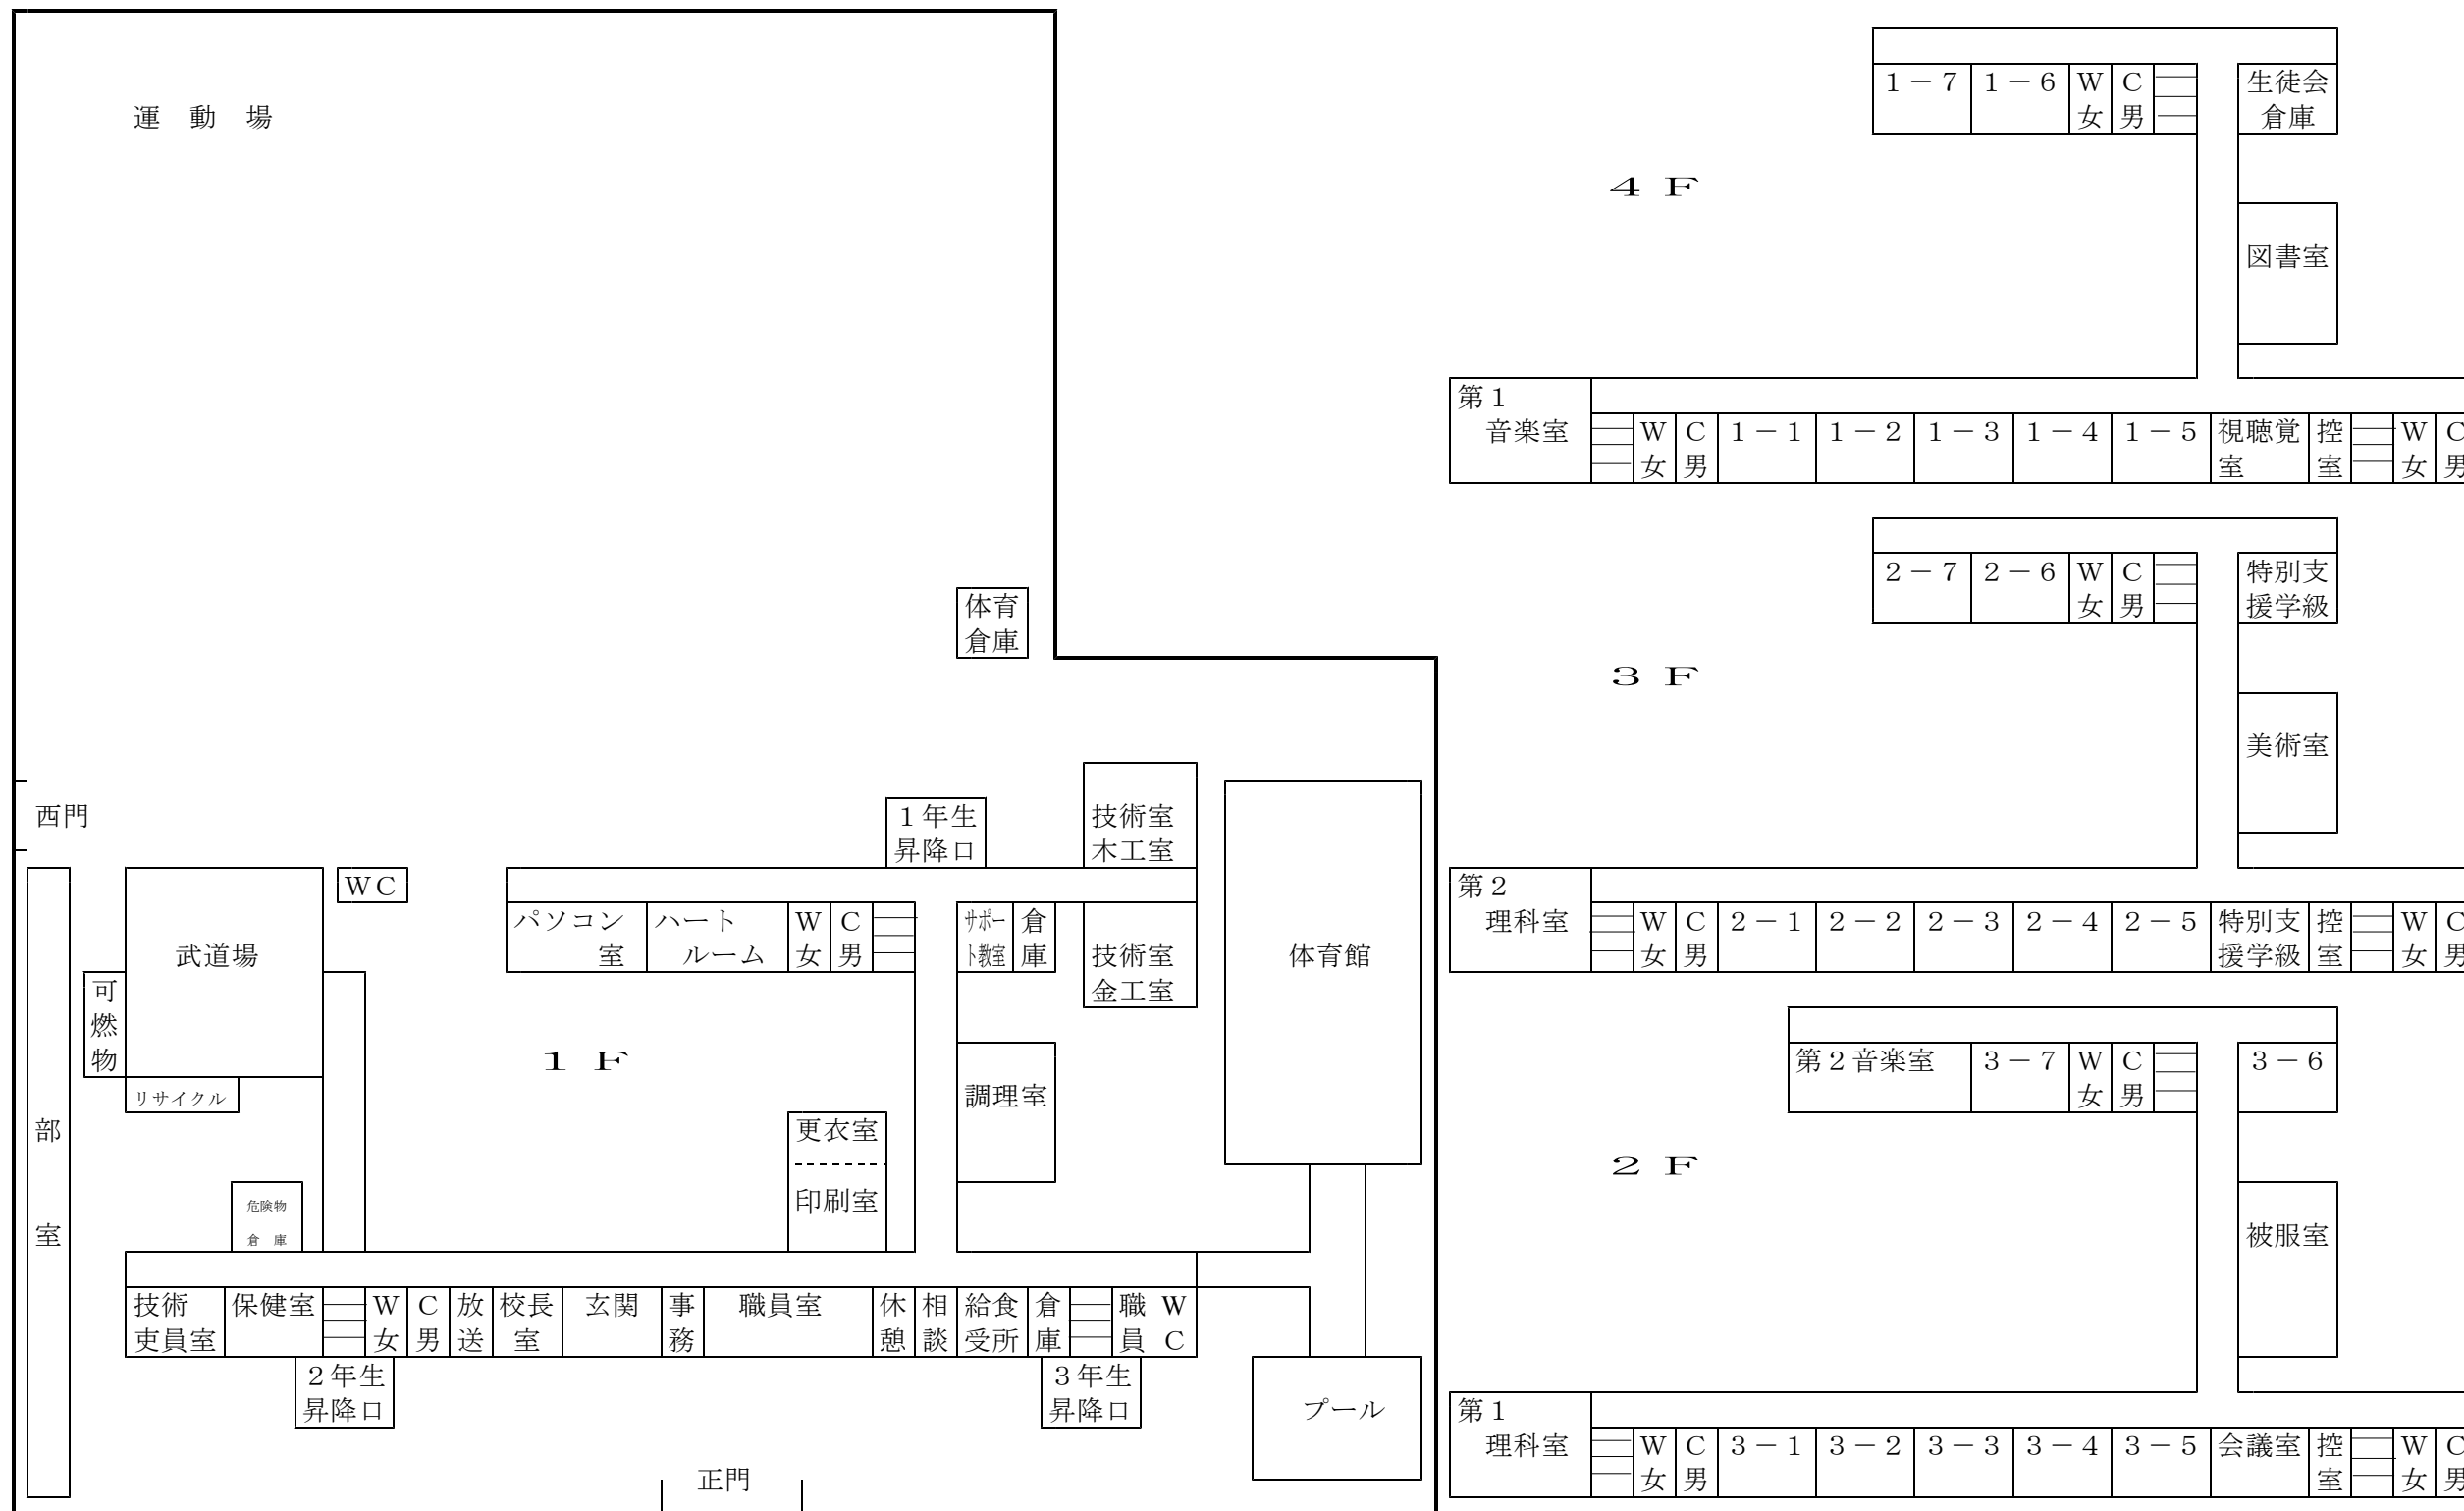 運 動 場
体育
倉庫
西門
1年生
昇降口
技術室
木工室
WC
武道場
パソコン
室
ハート
ルーム
W C
女 男
サポー
ト教室
倉
庫
技術室
金工室
体育館
可
燃
物
リサイクル
1 F
調理室
更衣室
印刷室
部
室
危険物
倉 庫
技術
吏員室
保健室
W C
女 男
放
送
校長
室
玄関
事
務
職員室
休
憩
相
談
給食
受所
倉
庫
職 W
員 C
2年生
昇降口
3年生
昇降口
プール
正門
1-7
1-6
W C
女 男
生徒会
倉庫
4 F
図書室
第1
音楽室
W C
女 男
1-1
1-2
1-3
1-4
1-5
視聴覚
室
控
室
W C
女 男
2-7
2-6
W C
女 男
特別支
援学級
3 F
美術室
第2
理科室
W C
女 男
2-1
2-2
2-3
2-4
2-5
特別支
援学級
控
室
W C
女 男
第2音楽室
3-7
W C
女 男
3-6
2 F
被服室
第1
理科室
W C
女 男
3-1
3-2
3-3
3-4
3-5
会議室
控
室
W C
女 男